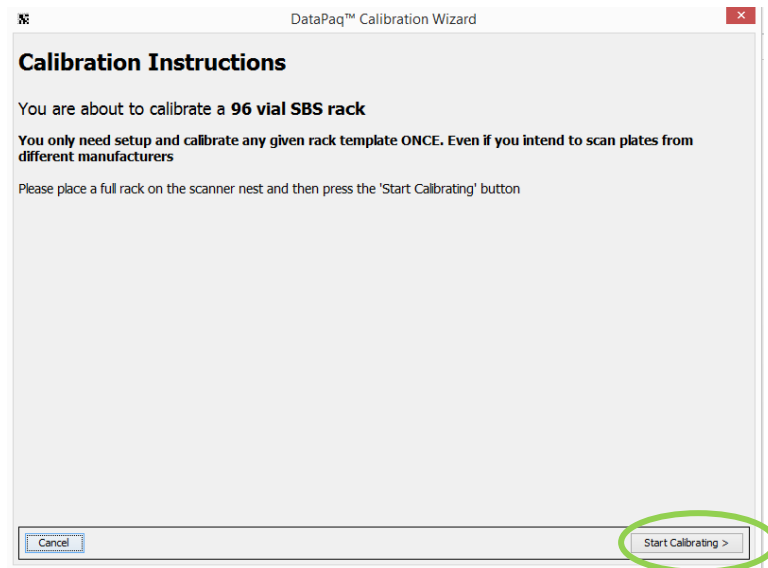 DataPaq™ Calibration Wizard
Calibration Instructions
You are about to calibrate a 96 vial SBS rack
You only need setup and calibrate any given rack template ONCE. Even if you intend to scan plates from
different manufacturers
Please place a full rack on the scanner nest and then press the 'Start Calibrating' button
Cancel
Start Calibrating >